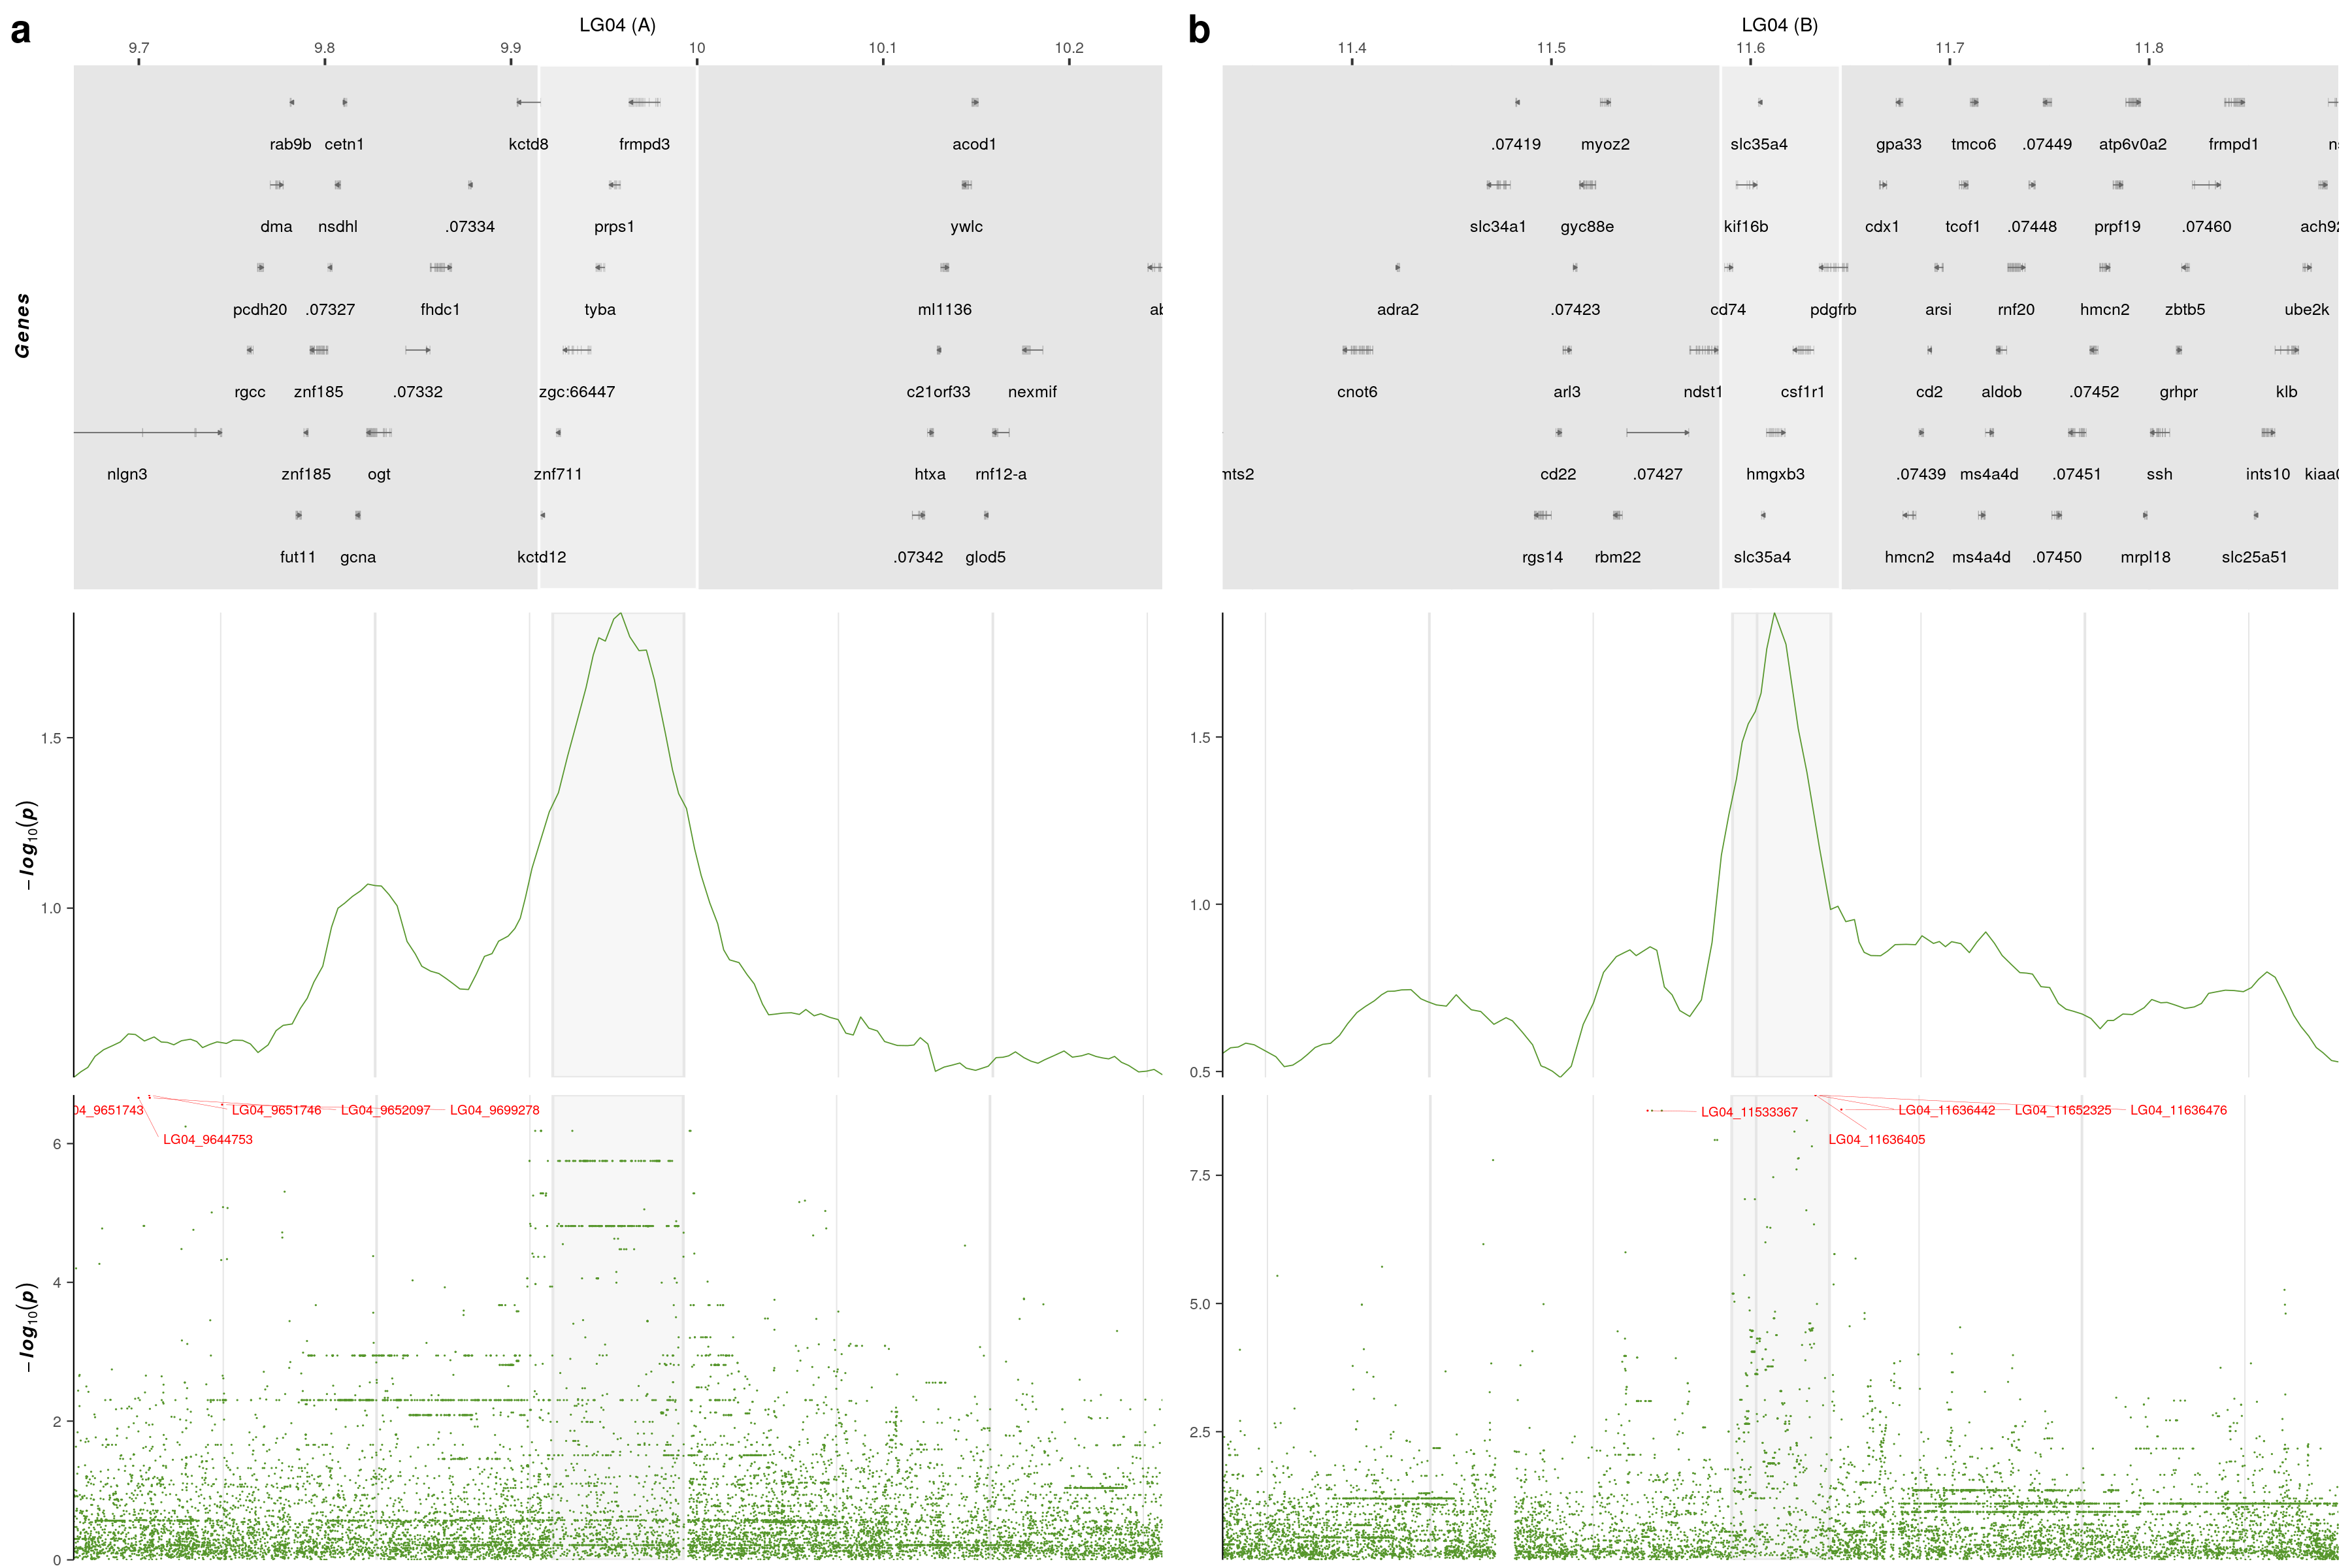 a
LG04 (A)
9.7 9.8 9.9 10 10.1 10.2
Genes
rab9b cetn1 kctd8 frmpd3 acod1
dma nsdhl .07334 prps1 ywlc
pcdh20 .07327 fhdc1 tyba ml1136 ab
rgcc znf185 .07332 zgc:66447 c21orf33 nexmif
nlgn3 znf185 ogt znf711 htxa rnf12-a
fut11 gcna kctd12 .07342 glod5
−log10(p)
1.5
1.0
−log10(p)
04_9651743 LG04_9651746 LG04_9652097 LG04_9699278
LG04_9644753
6
4
2
0
b
LG04 (B)
11.4 11.5 11.6 11.7 11.8
.07419 myoz2 slc35a4 gpa33 tmco6 .07449 atp6v0a2 frmpd1 n
slc34a1 gyc88e kif16b cdx1 tcof1 .07448 prpf19 .07460 ach92
adra2 .07423 cd74 pdgfrb arsi rnf20 hmcn2 zbtb5 ube2k
cnot6 arl3 ndst1 csf1r1 cd2 aldob .07452 grhpr klb
mts2 cd22 .07427 hmgxb3 .07439 ms4a4d .07451 ssh ints10 kiaa0
rgs14 rbm22 slc35a4 hmcn2 ms4a4d .07450 mrpl18 slc25a51
1.5
1.0
0.5
LG04_11533367 LG04_11636442 LG04_11652325 LG04_11636476
LG04_11636405
7.5
5.0
2.5